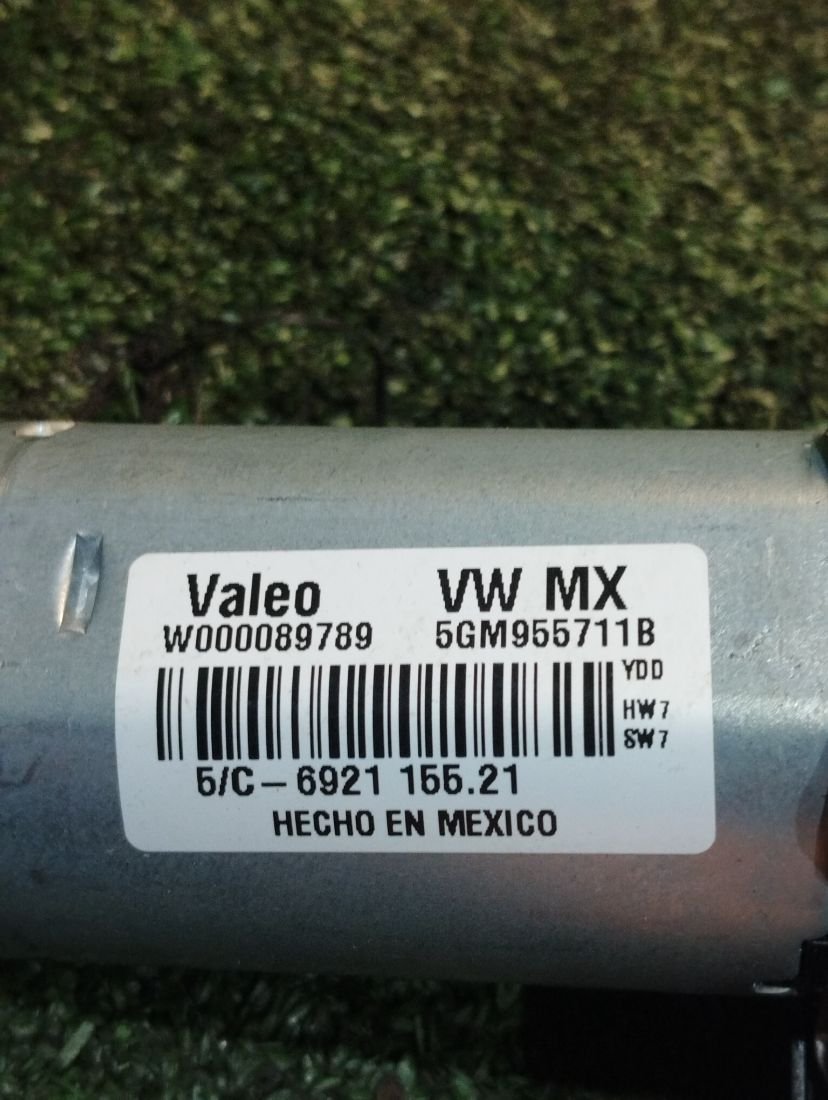 Valeo VW MX
W000089789 5GM955711B
YDD
HW7
SW7
5/C-6921 155.21
HECHO EN MEXICO